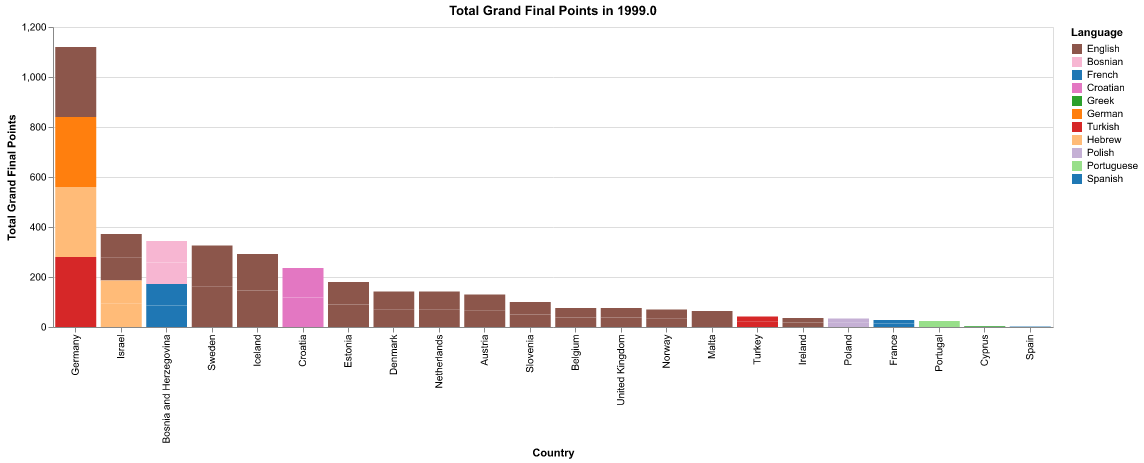 Total Grand Final Points in 1999.0
Total Grand Final Points
1,200
1,000
800
600
400
200
0
Germany
Israel
Bosnia and Herzegovina
Sweden
Iceland
Croatia
Estonia
Denmark
Netherlands
Austria
Slovenia
Belgium
United Kingdom
Norway
Malta
Turkey
Ireland
Poland
France
Portugal
Cyprus
Spain
Country
Language
English
Bosnian
French
Croatian
Greek
German
Turkish
Hebrew
Polish
Portuguese
Spanish